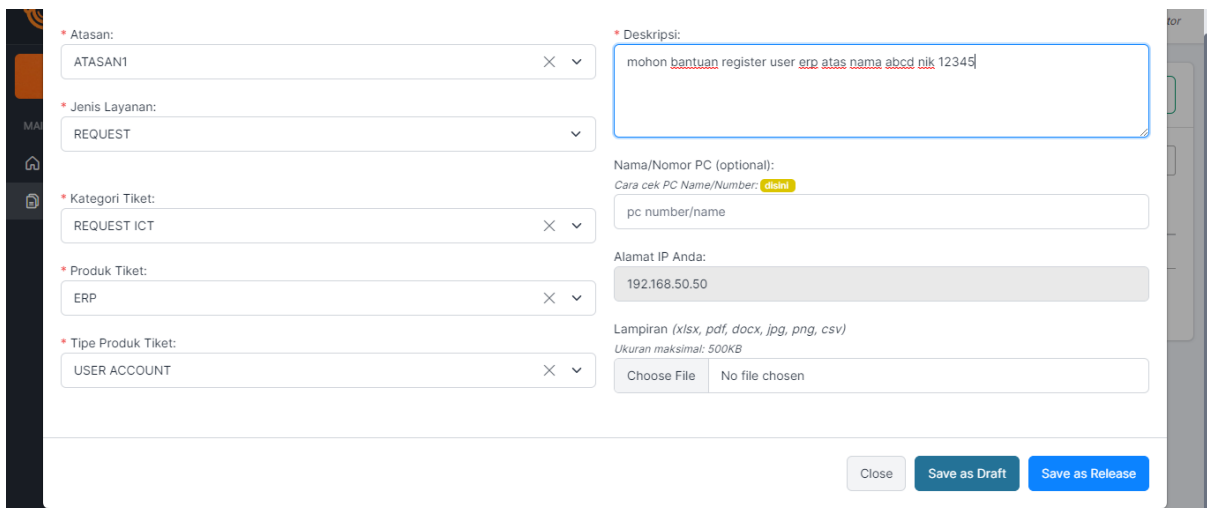 tor
* Atasan:
ATASAN1
* Jenis Layanan:
REQUEST
* Kategori Tiket:
REQUEST ICT
* Produk Tiket:
ERP
* Tipe Produk Tiket:
USER ACCOUNT
* Deskripsi:
mohon bantuan register user erp atas nama abcd nik 12345
Nama/Nomor PC (optional):
Cara cek PC Name/Number: disini
pc number/name
Alamat IP Anda:
192.168.50.50
Lampiran (xlsx, pdf, docx, jpg, png, csv)
Ukuran maksimal: 500KB
Choose File No file chosen
Close Save as Draft Save as Release
MAI